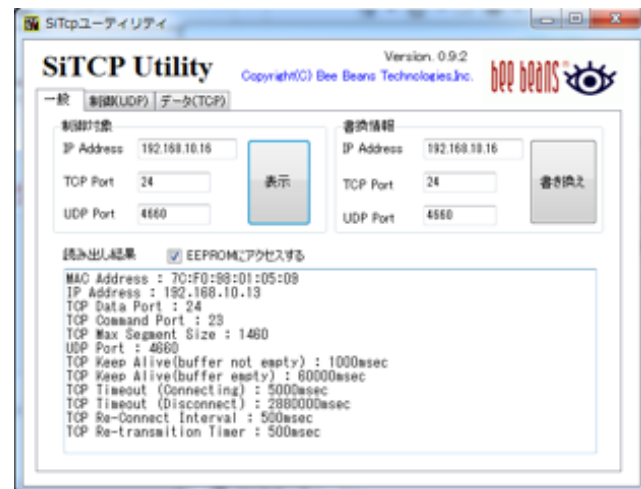 SiTcpユーティリティ
SiTCP Utility
Version. 0.9.2
Copyright(C) Bee Beans Technologies.Inc.
bee beans
一般 制御(UDP) データ(TCP)
制御対象
IP Address 192.168.10.16
TCP Port 24
UDP Port 4660
表示
書換情報
IP Address 192.168.10.16
TCP Port 24
UDP Port 4660
書き換え
読み出し結果 EEPROMにアクセスする
MAC Address : 7C:F0:98:01:05:09
IP Address : 192.168.10.13
TCP Data Port : 24
TCP Command Port : 23
TCP Max Segment Size : 1460
UDP Port : 4660
TCP Keep Alive(buffer not empty) : 1000msec
TCP Keep Alive(buffer empty) : 60000msec
TCP Timeout (Connecting) : 5000msec
TCP Timeout (Disconnect) : 2880000msec
TCP Re-Connect Interval : 500msec
TCP Re-transmition Timer : 500msec